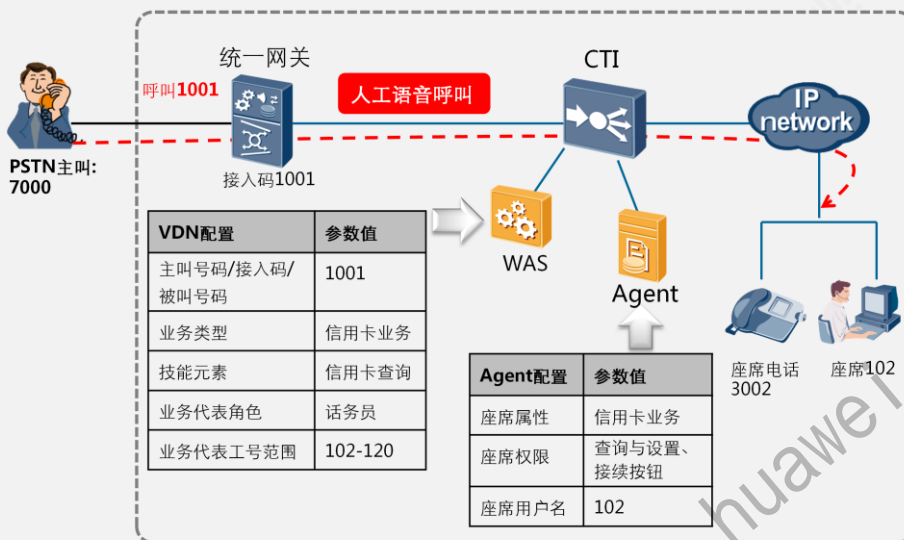 统一网关
CTI
呼叫1001
人工语音呼叫
IP
network
PSTN主叫:
7000
接入码1001
WAS
Agent
VDN配置 参数值
主叫号码/接入码/
被叫号码 1001
业务类型 信用卡业务
技能元素 信用卡查询
业务代表角色 话务员
业务代表工号范围 102-120
Agent配置 参数值
座席属性 信用卡业务
座席权限 查询与设置、
接续按钮
座席用户名 102
座席电话
3002
座席102
huawei